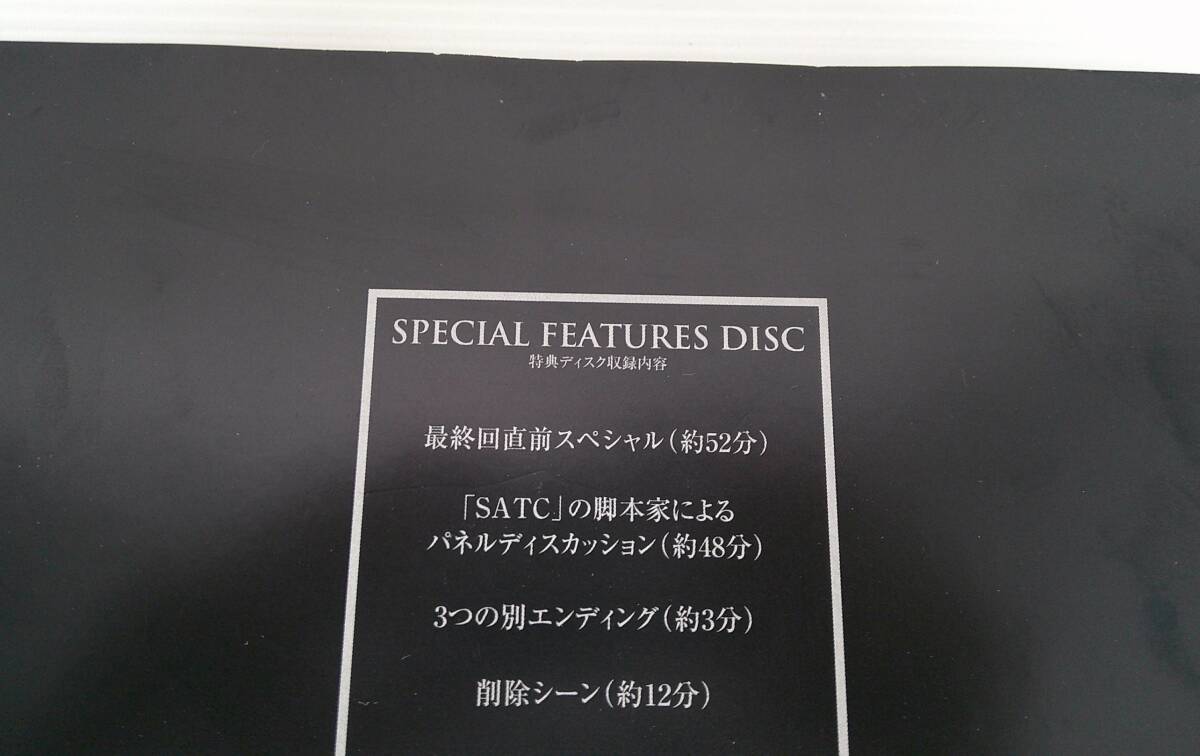 SPECIAL FEATURES DISC
特典ディスク収録内容
最終回直前スペシャル(約52分)
「SATC」の脚本家による
パネルディスカッション(約48分)
3つの別エンディング(約3分)
削除シーン(約12分)